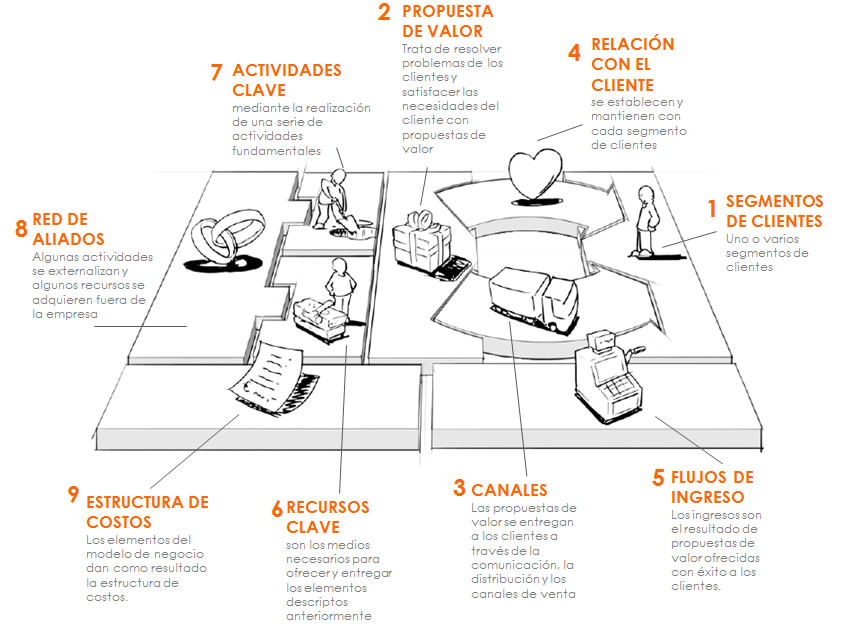 2 PROPUESTA
DE VALOR
Trata de resolver
problemas de los
clientes y
satisfacer las
necesidades del
cliente con
propuestas de
valor
4 RELACIÓN
CON EL
CLIENTE
se establecen y
mantienen con
cada segmento
de clientes
7 ACTIVIDADES
CLAVE
mediante la realización
de una serie de
actividades
fundamentales
1 SEGMENTOS
DE CLIENTES
Uno o varios
segmentos de
clientes
8 RED DE
ALIADOS
Algunas actividades
se externalizan y
algunos recursos se
adquieren fuera de
la empresa
9 ESTRUCTURA DE
COSTOS
Los elementos del
modelo de negocio
dan como resultado
la estructura de
costos.
6 RECURSOS
CLAVE
son los medios
necesarios para
ofrecer y entregar
los elementos
descriptos
anteriormente
3 CANALES
Las propuestas de
valor se entregan
a los clientes a
través de la
comunicación, la
distribución y los
canales de venta
5 FLUJOS DE
INGRESO
Los ingresos son
el resultado de
propuestas de
valor ofrecidas
con éxito a los
clientes.